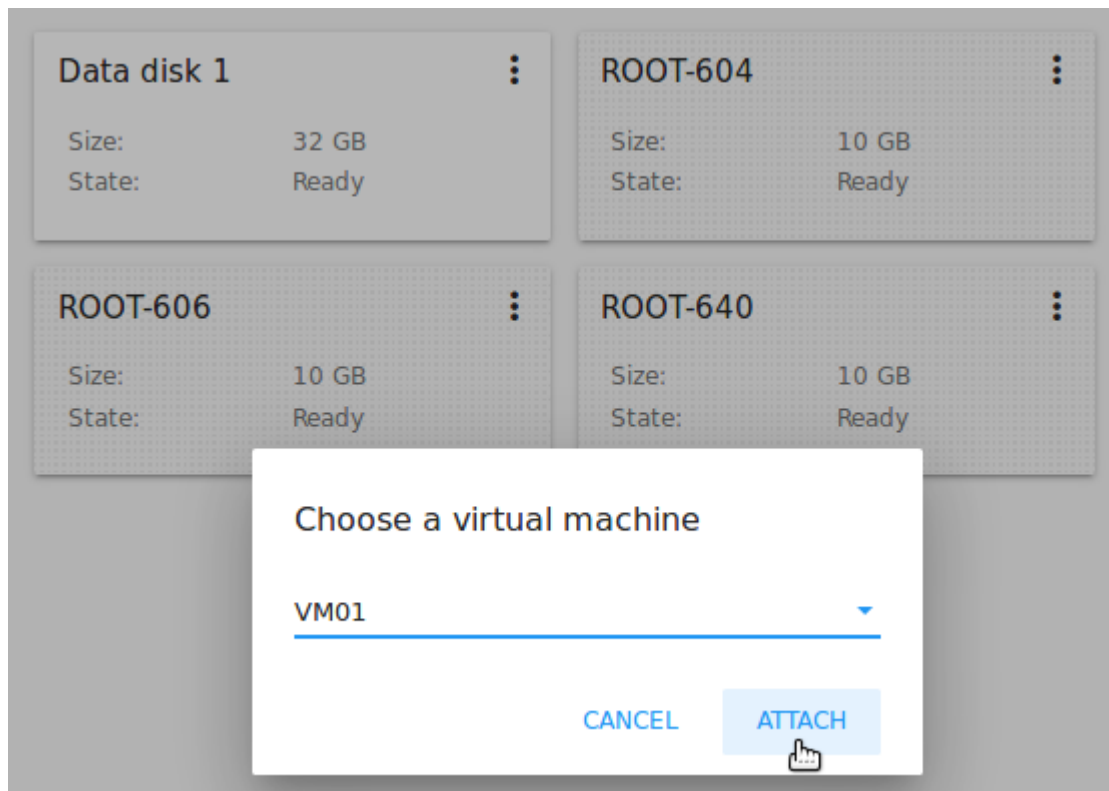 Data disk 1
Size: 32 GB
State: Ready
ROOT-604
Size: 10 GB
State: Ready
ROOT-606
Size: 10 GB
State: Ready
ROOT-640
Size: 10 GB
State: Ready
Choose a virtual machine
VM01
CANCEL ATTACH